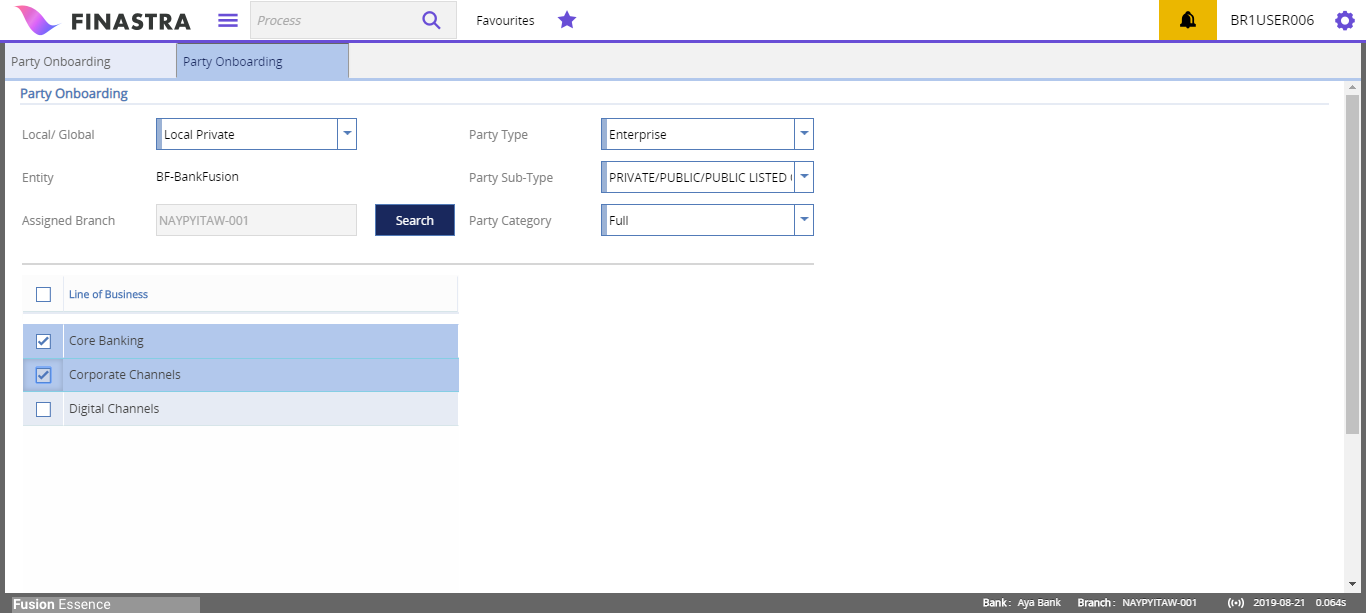 FINASTRA Process Favourites BR1USER006
Party Onboarding Party Onboarding
Party Onboarding
Local/ Global Local Private Party Type Enterprise
Entity BF-BankFusion Party Sub-Type PRIVATE/PUBLIC/PUBLIC LISTED
Assigned Branch NAYPYITAW-001 Search Party Category Full
Line of Business
Core Banking
Corporate Channels
Digital Channels
Fusion Essence Bank : Aya Bank Branch : NAYPYITAW-001 2019-08-21 0.064s